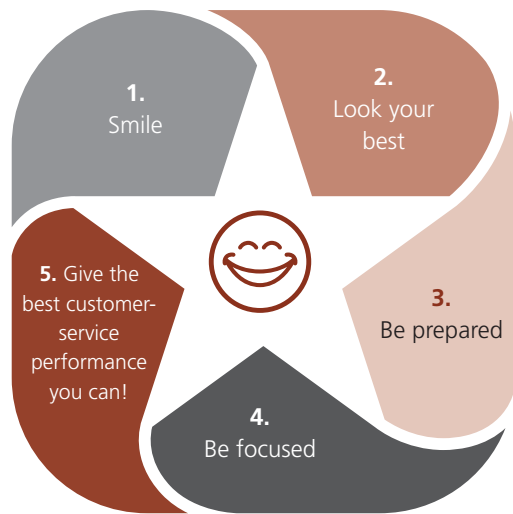 1.
Smile
2.
Look your
best
3.
Be prepared
4.
Be focused
5. Give the
best customer-
service
performance
you can!